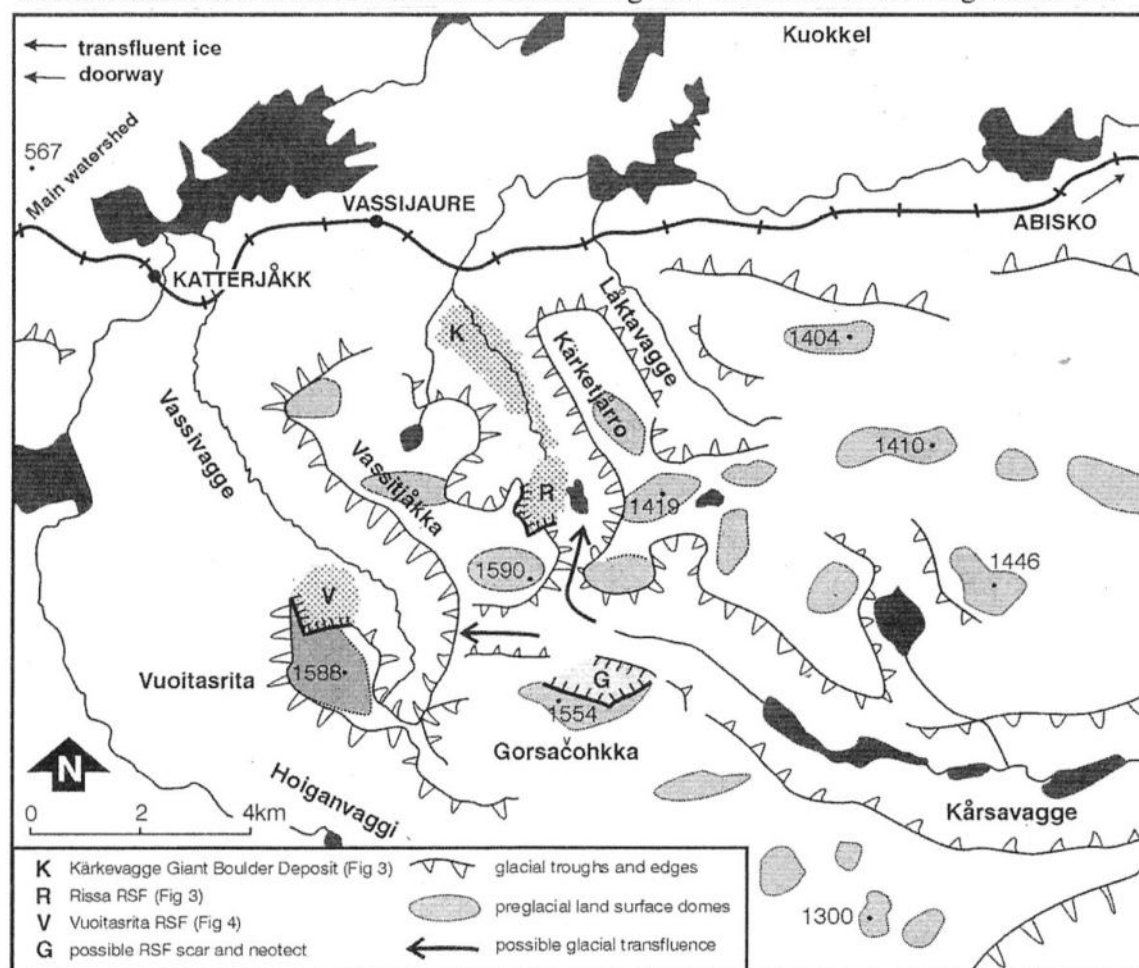 transfluent ice
doorway
Kuokkel
567
Main watershed
VASSIJAURE
ABISKO
KATTERJÅKK
K
Låktavagge
Kärketjårro
1404
Vassivagge
Vassitjåkka
1410
R
1419
1590
1446
V
1588
G
1554
Vuoitasrita
Gorsačohkka
N
Hoiganvaggi
Kårsavagge
0 2 4km
1300
K Kärkevagge Giant Boulder Deposit (Fig 3)
R Rissa RSF (Fig 3)
V Vuoitasrita RSF (Fig 4)
G possible RSF scar and neotect
glacial troughs and edges
preglacial land surface domes
possible glacial transfluence